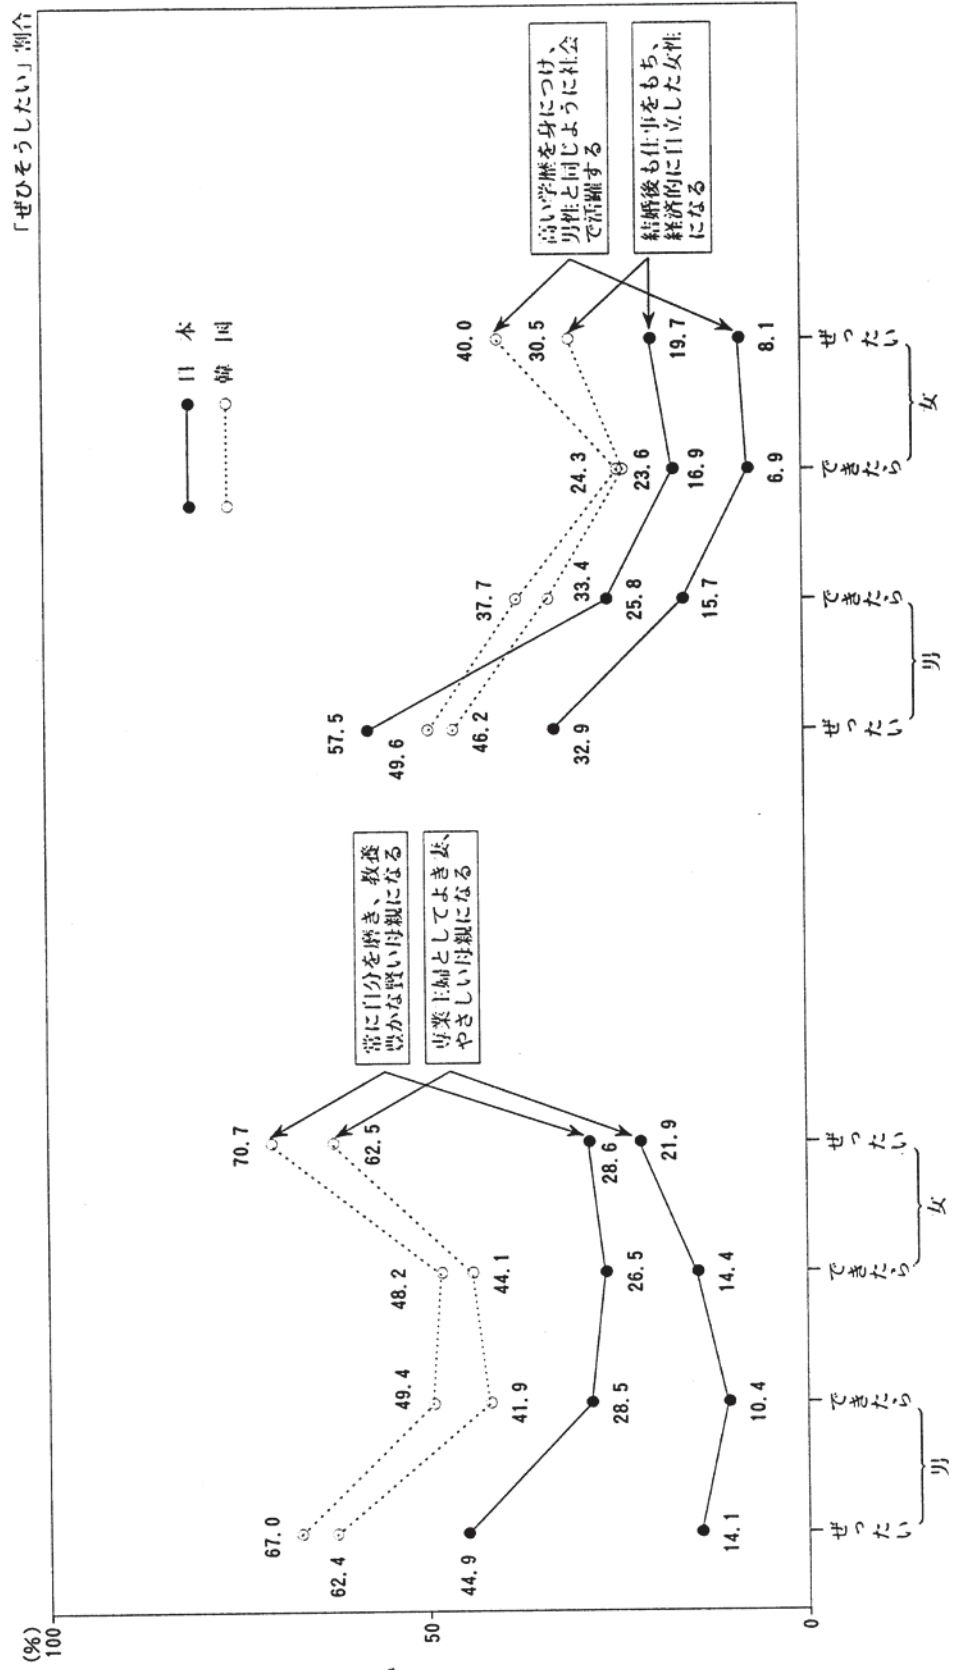 「ぜひそうしたい」割合
(%)
100
50
0
日本
韓国
常に自分を磨き、教養
豊かな賢い母親になる
専業主婦としてよき妻、
やさしい母親になる
高い学歴を身につけ、
男性と同じように社会
で活躍する
結婚後も仕事をもち、
経済的に自立した女性
になる
67.0
49.4
48.2
70.7
62.4
41.9
44.1
62.5
44.9
28.5
26.5
28.6
14.1
10.4
14.4
21.9
57.5
49.6
37.7
24.3
40.0
46.2
33.4
23.6
30.5
25.8
16.9
19.7
32.9
15.7
6.9
8.1
ぜったい
できたら
できたら
ぜったい
男
女
ぜったい
できたら
できたら
ぜったい
男
女